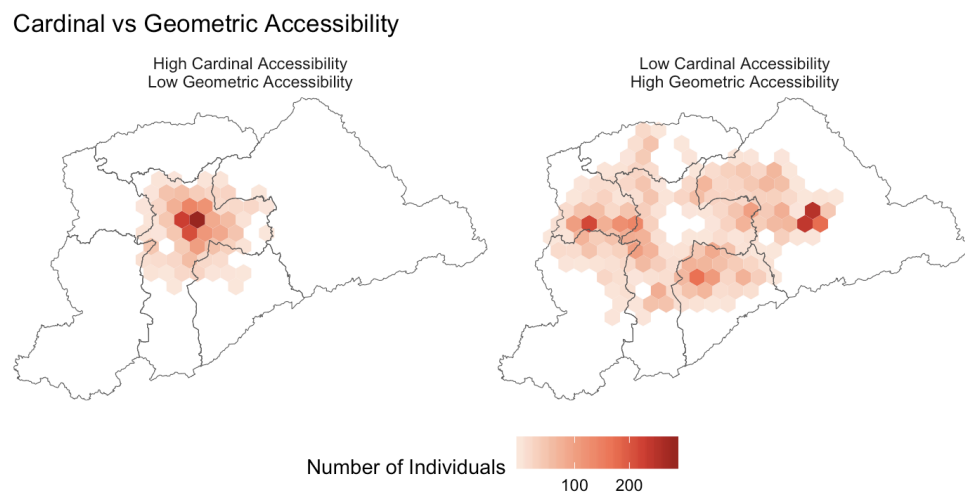 Cardinal vs Geometric Accessibility
High Cardinal Accessibility
Low Geometric Accessibility
Low Cardinal Accessibility
High Geometric Accessibility
Number of Individuals
100
200